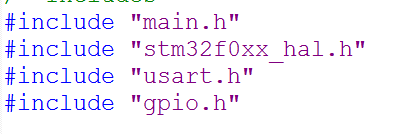 #include "main.h"
#include "stm32f0xx_hal.h"
#include "usart.h"
#include "gpio.h"